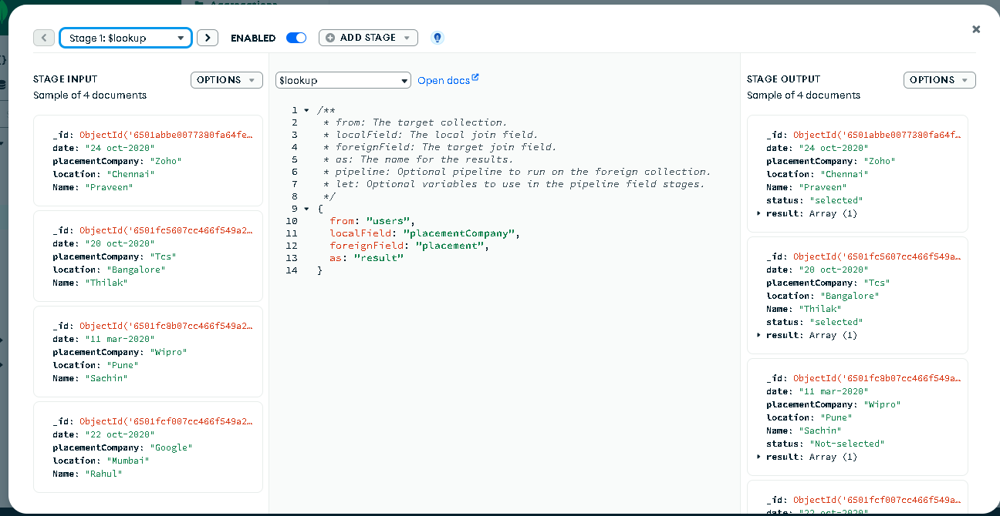 Aggregations
Stage 1: $lookup
ENABLED
ADD STAGE
STAGE INPUT
OPTIONS
Sample of 4 documents
_id: ObjectId('6501abbe0077380fa64fe…
date: "24 oct-2020"
placementCompany: "Zoho"
location: "Chennai"
Name: "Praveen"
_id: ObjectId('6501fc5607cc466f549a2…
date: "20 oct-2020"
placementCompany: "Tcs"
location: "Bangalore"
Name: "Thilak"
_id: ObjectId('6501fc8b07cc466f549a2…
date: "11 mar-2020"
placementCompany: "Wipro"
location: "Pune"
Name: "Sachin"
_id: ObjectId('6501fcf007cc466f549a2…
date: "22 oct-2020"
placementCompany: "Google"
location: "Mumbai"
Name: "Rahul"
$lookup
Open docs
1 /**
2 * from: The target collection.
3 * localField: The local join field.
4 * foreignField: The target join field.
5 * as: The name for the results.
6 * pipeline: Optional pipeline to run on the foreign collection.
7 * let: Optional variables to use in the pipeline field stages.
8 */
9 {
10 from: "users",
11 localField: "placementCompany",
12 foreignField: "placement",
13 as: "result"
14 }
STAGE OUTPUT
OPTIONS
Sample of 4 documents
_id: ObjectId('6501abbe0077380fa64f…
date: "24 oct-2020"
placementCompany: "Zoho"
location: "Chennai"
Name: "Praveen"
status: "selected"
result: Array (1)
_id: ObjectId('6501fc5607cc466f549a…
date: "20 oct-2020"
placementCompany: "Tcs"
location: "Bangalore"
Name: "Thilak"
status: "selected"
result: Array (1)
_id: ObjectId('6501fc8b07cc466f549a…
date: "11 mar-2020"
placementCompany: "Wipro"
location: "Pune"
Name: "Sachin"
status: "Not-selected"
result: Array (1)
_id: ObjectId('6501fcf007cc466f549a…
date: "22 oct-2020"